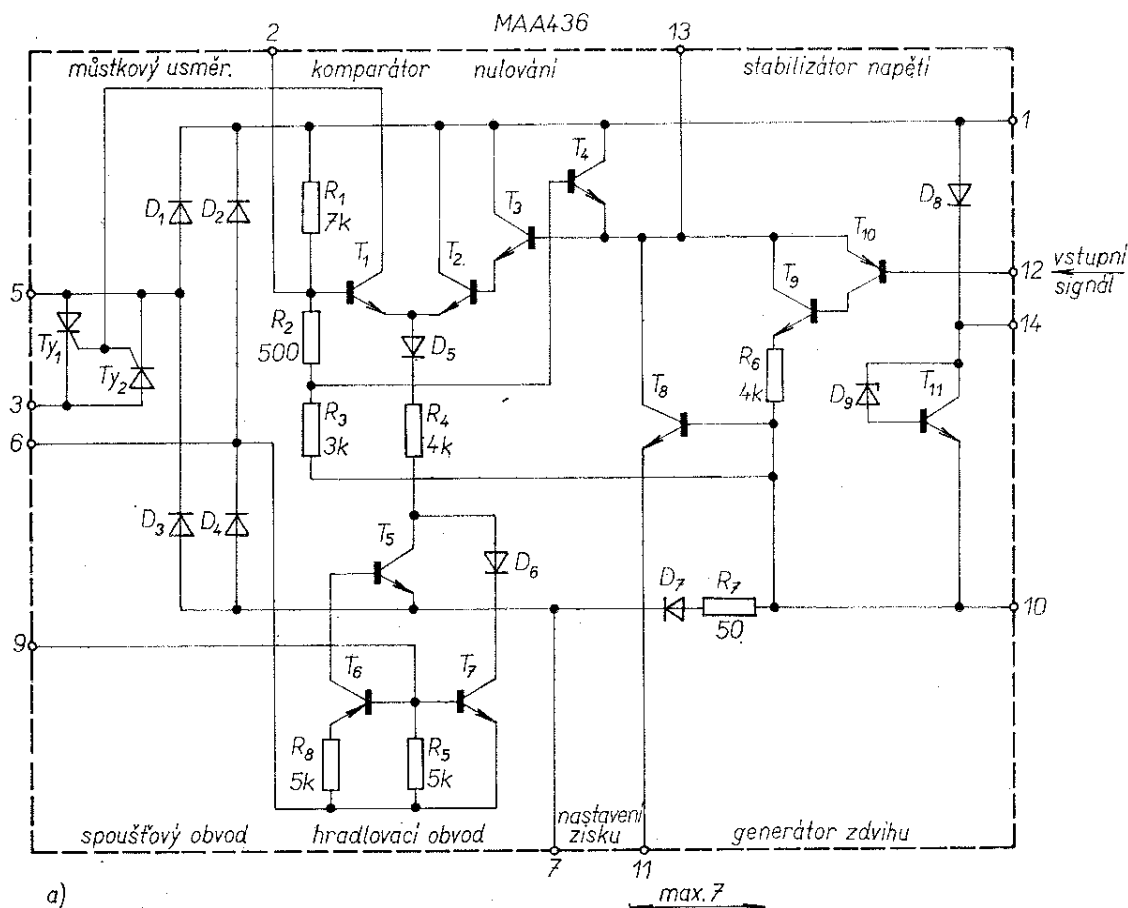 MAA436
2
13
můstkový usměr.
komparátor
nulování
stabilizátor napětí
1
T4
R1
7k
T3
D8
D1
D2
T10
T1
T2
12
vstupní
signál
5
T9
R2
500
14
Ty1
D5
R6
4k
Ty2
T8
D9
T11
3
R3
3k
R4
4k
6
D3
D4
T5
D6
D7
R7
50
10
9
T6
T7
R8
5k
R5
5k
spoušťový obvod
hradlovací obvod
nastavení
zisku
generátor zdvihu
7
11
a)
max. 7